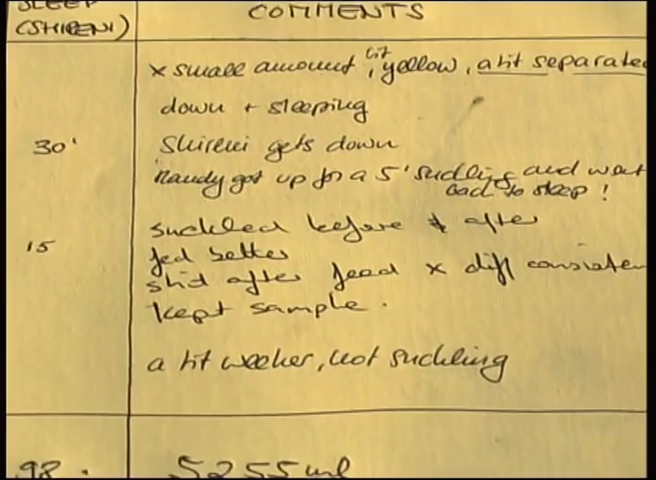 SLEEP
(SHIRENI) COMMENTS
x small amount, bit yellow, a bit separated
down + sleeping
30' Shireni gets down
Nandy got up for a 5' suckling and went
back to sleep!
suckled before & after
15 fed better
shit after feed x diff consisten
kept sample.
a bit weaker, not suckling
98. 5255 ml